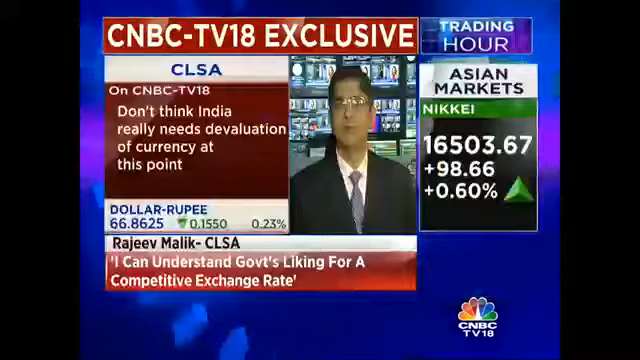 CNBC-TV18 EXCLUSIVE
TRADING
HOUR
CLSA
On CNBC-TV18
Don't think India
really needs devaluation
of currency at
this point
ASIAN
MARKETS
NIKKEI
16503.67
+98.66
+0.60%
DOLLAR-RUPEE
66.8625 0.1550 0.23%
Rajeev Malik- CLSA
'I Can Understand Govt's Liking For A
Competitive Exchange Rate'
CNBC
TV18